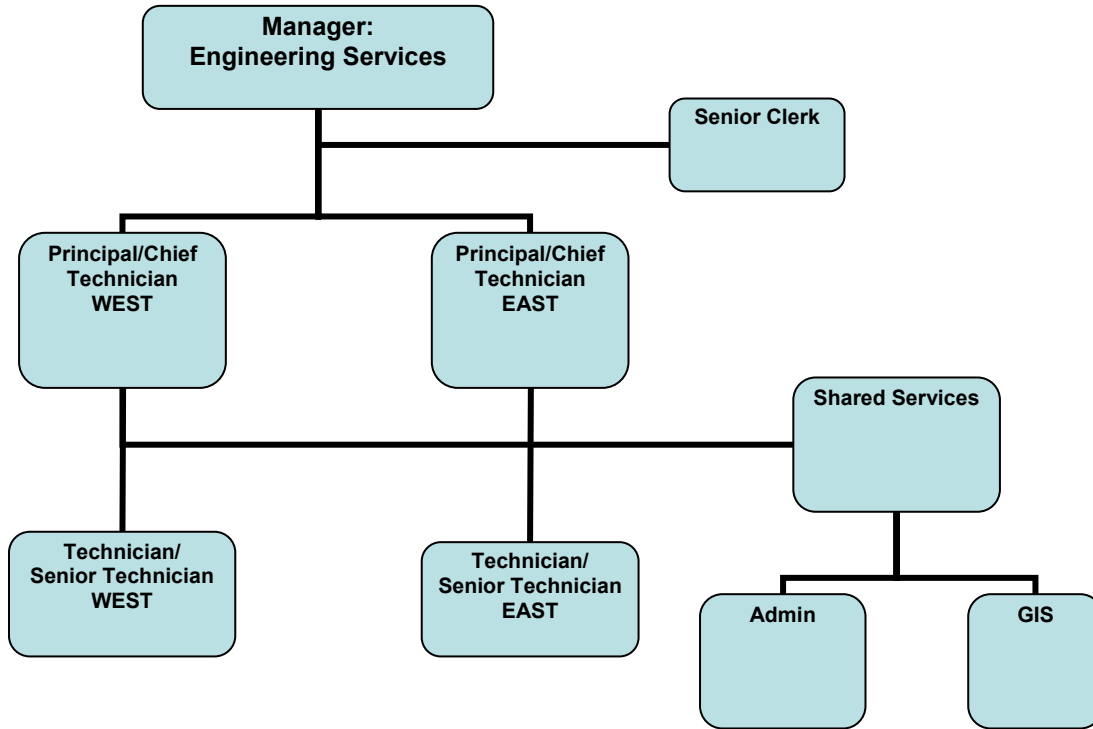 Manager:
Engineering Services
Senior Clerk
Principal/Chief
Technician
WEST
Principal/Chief
Technician
EAST
Shared Services
Technician/
Senior Technician
WEST
Technician/
Senior Technician
EAST
Admin
GIS